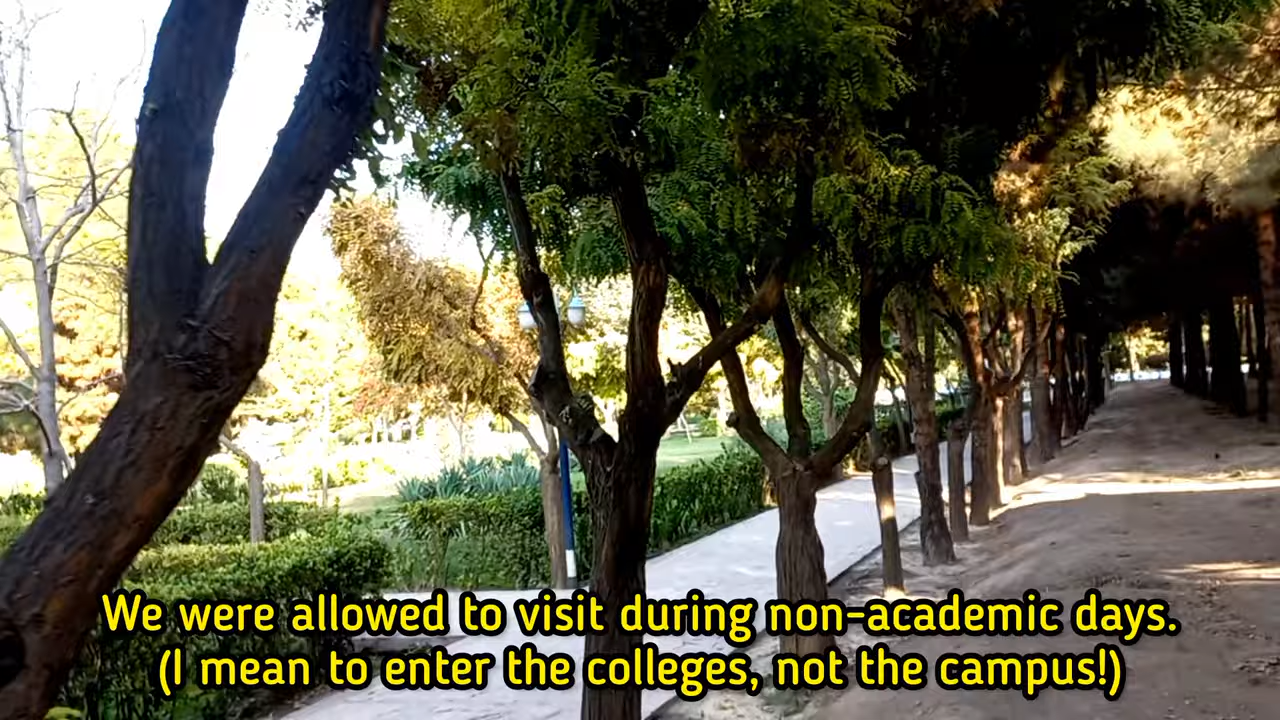 We were allowed to visit during non-academic days.
(I mean to enter the colleges, not the campus!)